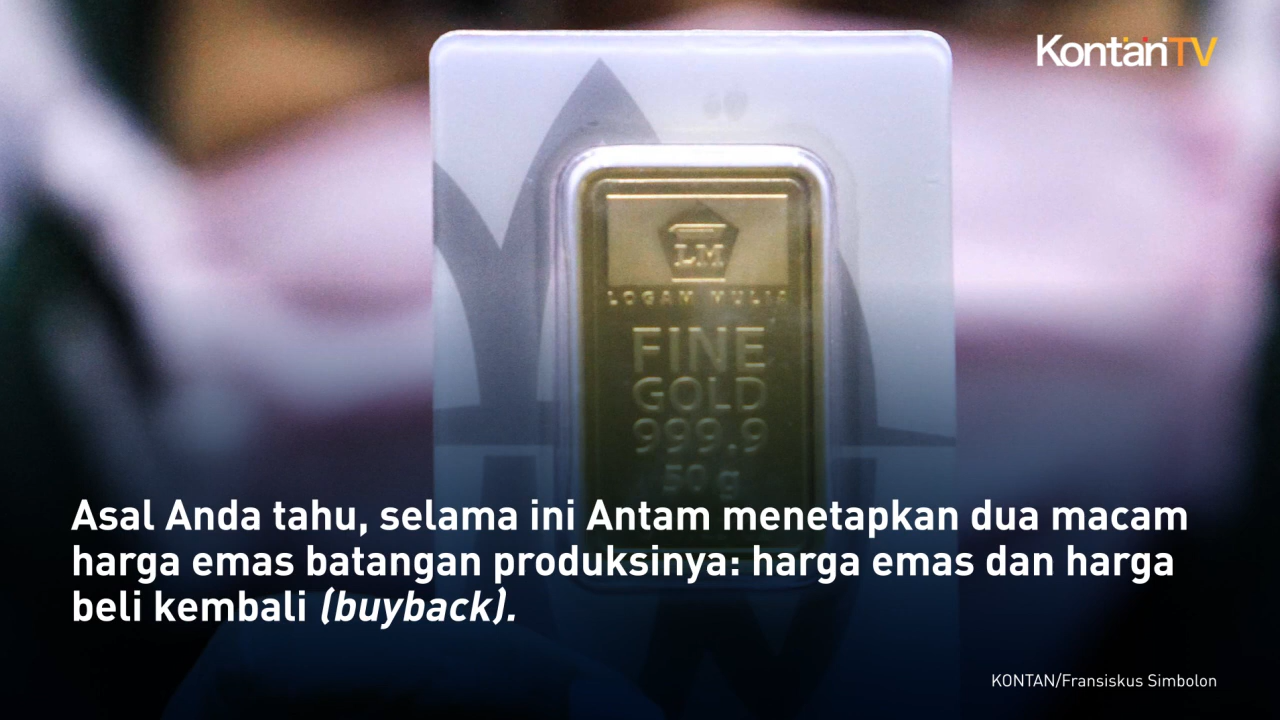 KontanTV
LM
LOGAM MULIA
FINE
GOLD
999.9
50 g
Asal Anda tahu, selama ini Antam menetapkan dua macam
harga emas batangan produksinya: harga emas dan harga
beli kembali (buyback).
KONTAN/Fransiskus Simbolon